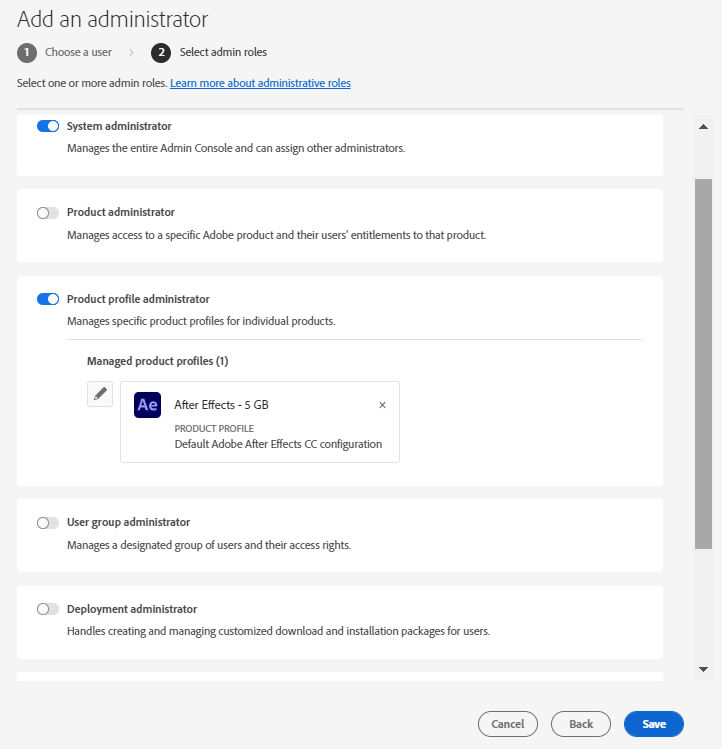 Add an administrator
1 Choose a user > 2 Select admin roles
Select one or more admin roles. Learn more about administrative roles
System administrator
Manages the entire Admin Console and can assign other administrators.
Product administrator
Manages access to a specific Adobe product and their users' entitlements to that product.
Product profile administrator
Manages specific product profiles for individual products.
Managed product profiles (1)
Ae After Effects - 5 GB ×
PRODUCT PROFILE
Default Adobe After Effects CC configuration
User group administrator
Manages a designated group of users and their access rights.
Deployment administrator
Handles creating and managing customized download and installation packages for users.
Cancel Back Save